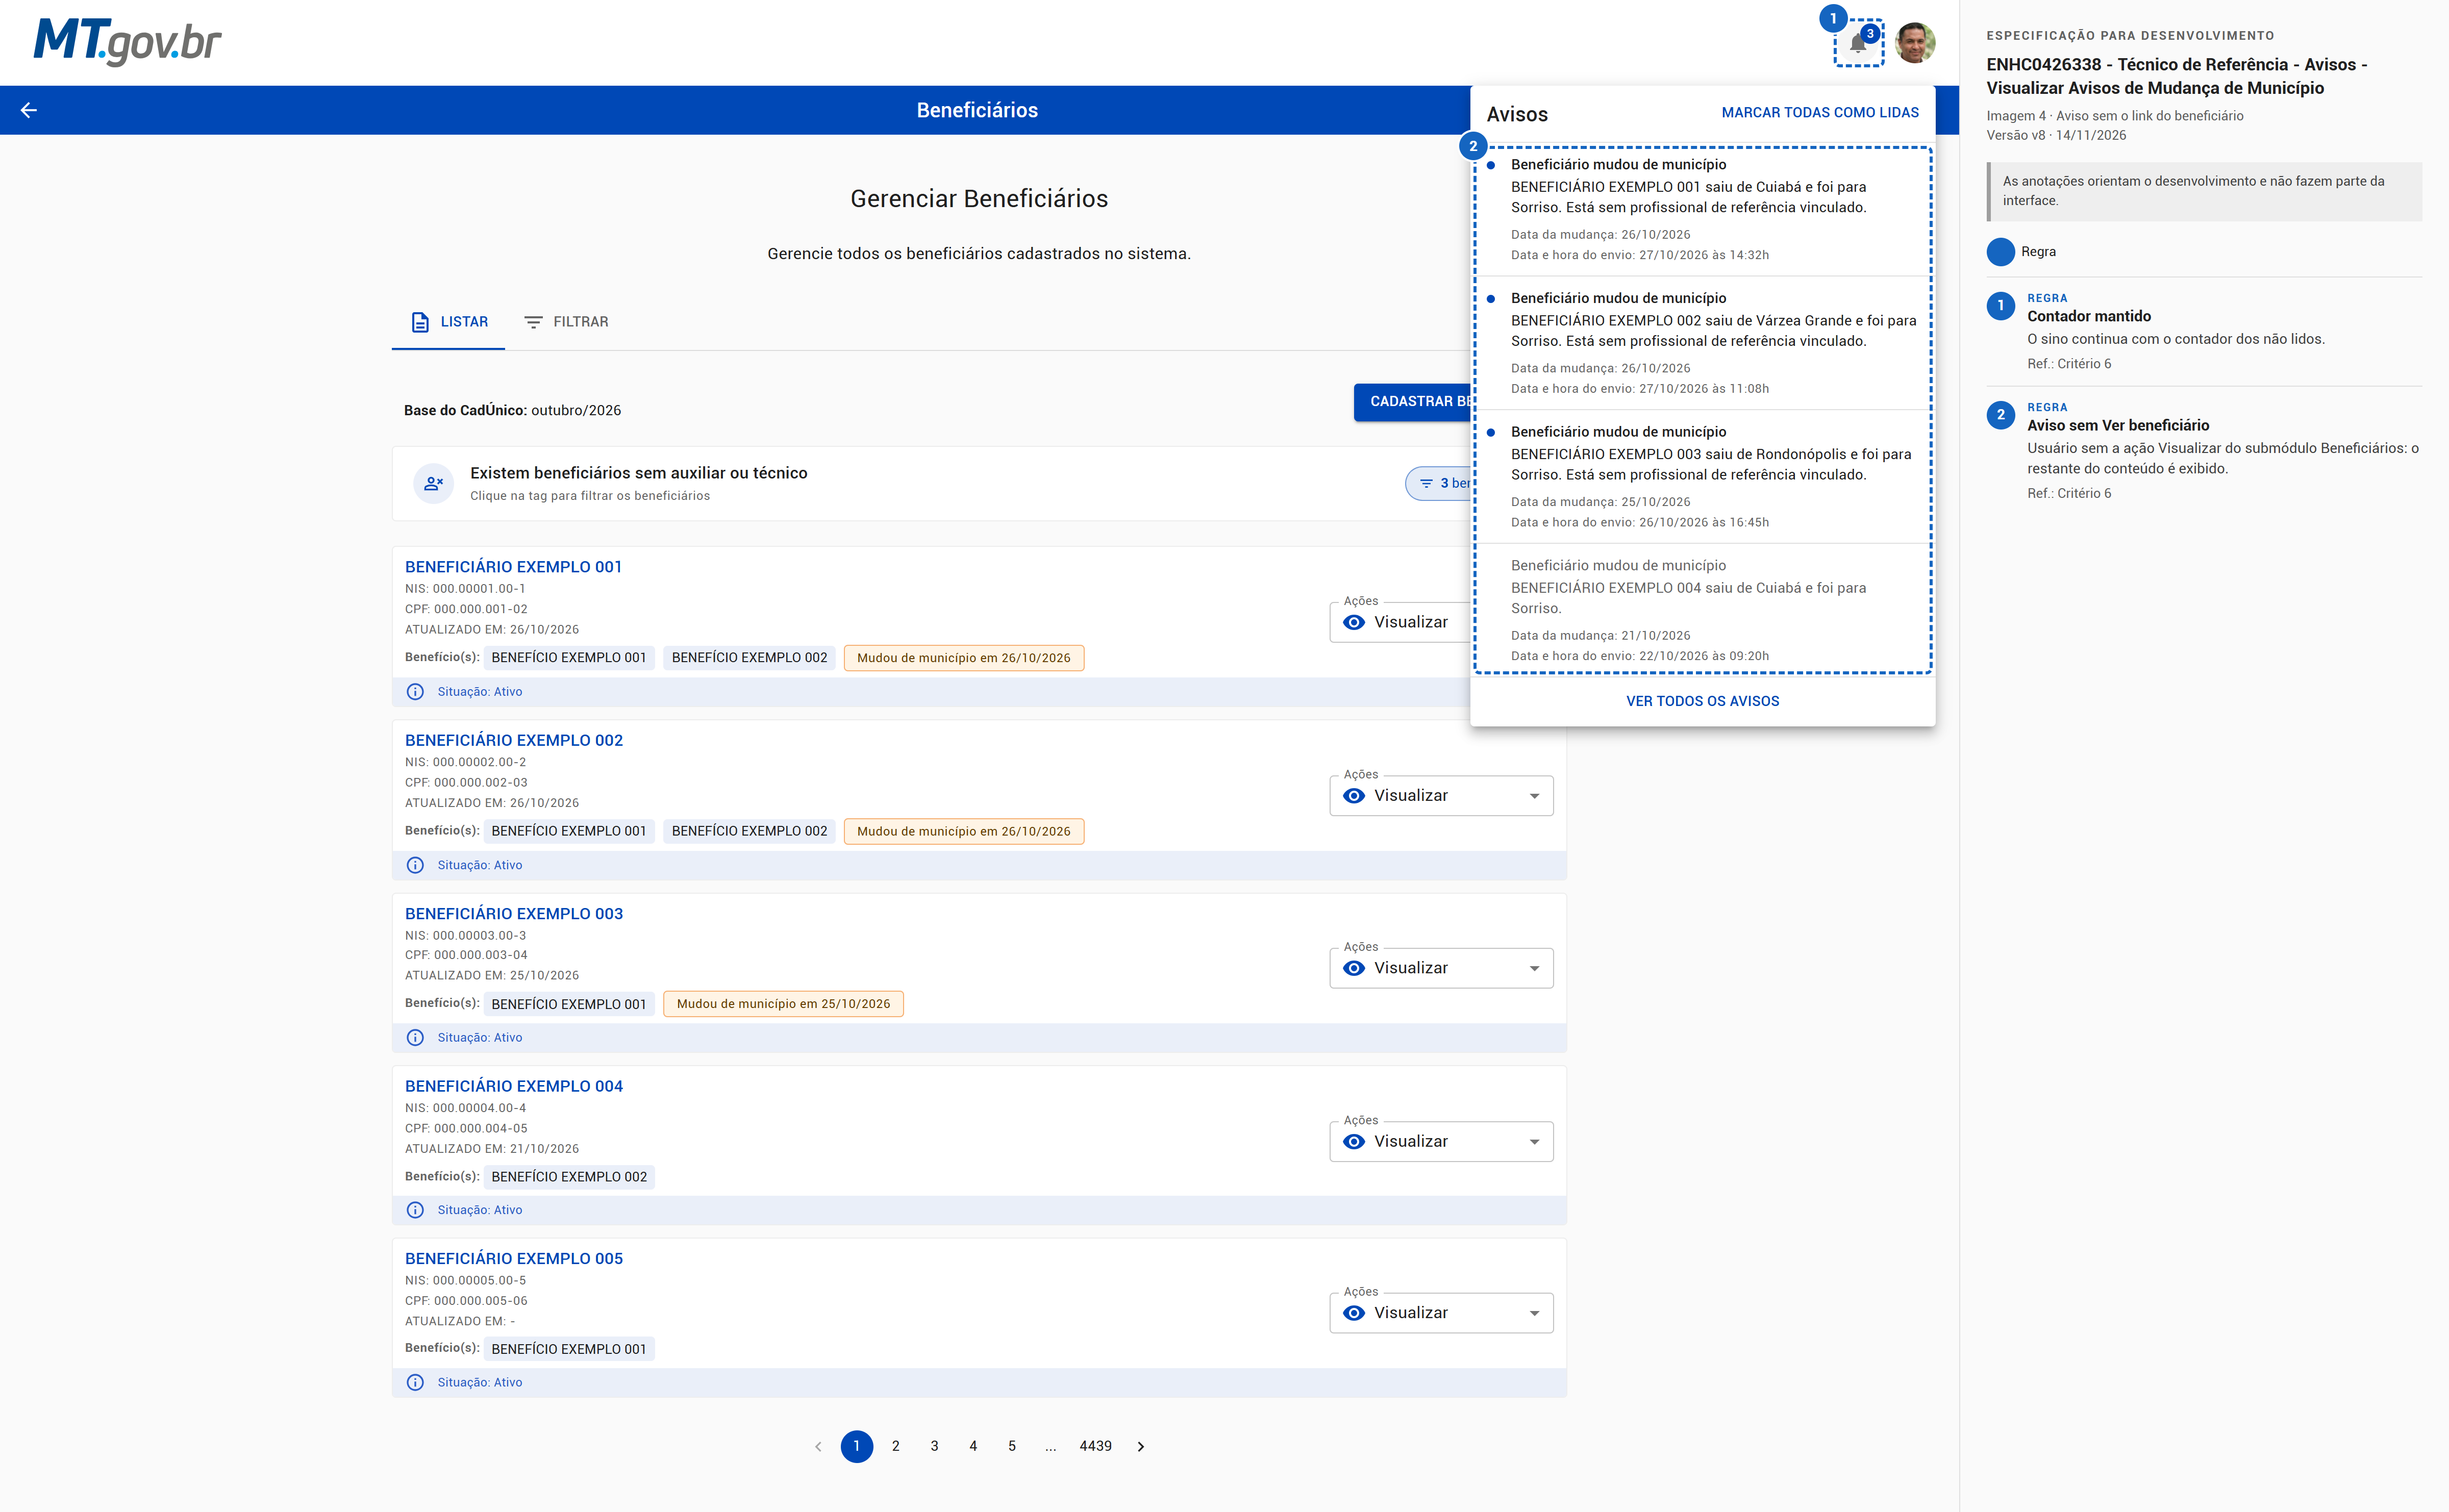 MT.gov.br
1
3
Beneficiários
Gerenciar Beneficiários
Gerencie todos os beneficiários cadastrados no sistema.
LISTAR
FILTRAR
Base do CadÚnico: outubro/2026
CADASTRAR BE
Existem beneficiários sem auxiliar ou técnico
Clique na tag para filtrar os beneficiários
3 ber
BENEFICIÁRIO EXEMPLO 001
NIS: 000.00001.00-1
CPF: 000.000.001-02
ATUALIZADO EM: 26/10/2026
Benefício(s): BENEFÍCIO EXEMPLO 001 BENEFÍCIO EXEMPLO 002 Mudou de município em 26/10/2026
Ações
Visualizar
Situação: Ativo
BENEFICIÁRIO EXEMPLO 002
NIS: 000.00002.00-2
CPF: 000.000.002-03
ATUALIZADO EM: 26/10/2026
Benefício(s): BENEFÍCIO EXEMPLO 001 BENEFÍCIO EXEMPLO 002 Mudou de município em 26/10/2026
Ações
Visualizar
Situação: Ativo
BENEFICIÁRIO EXEMPLO 003
NIS: 000.00003.00-3
CPF: 000.000.003-04
ATUALIZADO EM: 25/10/2026
Benefício(s): BENEFÍCIO EXEMPLO 001 Mudou de município em 25/10/2026
Ações
Visualizar
Situação: Ativo
BENEFICIÁRIO EXEMPLO 004
NIS: 000.00004.00-4
CPF: 000.000.004-05
ATUALIZADO EM: 21/10/2026
Benefício(s): BENEFÍCIO EXEMPLO 002
Ações
Visualizar
Situação: Ativo
BENEFICIÁRIO EXEMPLO 005
NIS: 000.00005.00-5
CPF: 000.000.005-06
ATUALIZADO EM: -
Benefício(s): BENEFÍCIO EXEMPLO 001
Ações
Visualizar
Situação: Ativo
1 2 3 4 5 ... 4439
Avisos
MARCAR TODAS COMO LIDAS
2
Beneficiário mudou de município
BENEFICIÁRIO EXEMPLO 001 saiu de Cuiabá e foi para
Sorriso. Está sem profissional de referência vinculado.
Data da mudança: 26/10/2026
Data e hora do envio: 27/10/2026 às 14:32h
Beneficiário mudou de município
BENEFICIÁRIO EXEMPLO 002 saiu de Várzea Grande e foi para
Sorriso. Está sem profissional de referência vinculado.
Data da mudança: 26/10/2026
Data e hora do envio: 27/10/2026 às 11:08h
Beneficiário mudou de município
BENEFICIÁRIO EXEMPLO 003 saiu de Rondonópolis e foi para
Sorriso. Está sem profissional de referência vinculado.
Data da mudança: 25/10/2026
Data e hora do envio: 26/10/2026 às 16:45h
Beneficiário mudou de município
BENEFICIÁRIO EXEMPLO 004 saiu de Cuiabá e foi para
Sorriso.
Data da mudança: 21/10/2026
Data e hora do envio: 22/10/2026 às 09:20h
VER TODOS OS AVISOS
ESPECIFICAÇÃO PARA DESENVOLVIMENTO
ENHC0426338 - Técnico de Referência - Avisos -
Visualizar Avisos de Mudança de Município
Imagem 4 · Aviso sem o link do beneficiário
Versão v8 · 14/11/2026
As anotações orientam o desenvolvimento e não fazem parte da
interface.
Regra
1
REGRA
Contador mantido
O sino continua com o contador dos não lidos.
Ref.: Critério 6
2
REGRA
Aviso sem Ver beneficiário
Usuário sem a ação Visualizar do submódulo Beneficiários: o
restante do conteúdo é exibido.
Ref.: Critério 6